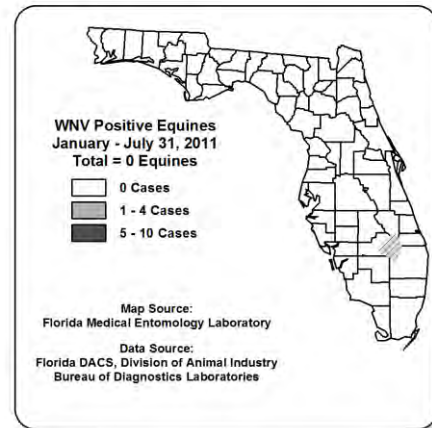 WNV Positive Equines
January - July 31, 2011
Total = 0 Equines
0 Cases
1 - 4 Cases
5 - 10 Cases
Map Source:
Florida Medical Entomology Laboratory
Data Source:
Florida DACS, Division of Animal Industry
Bureau of Diagnostics Laboratories